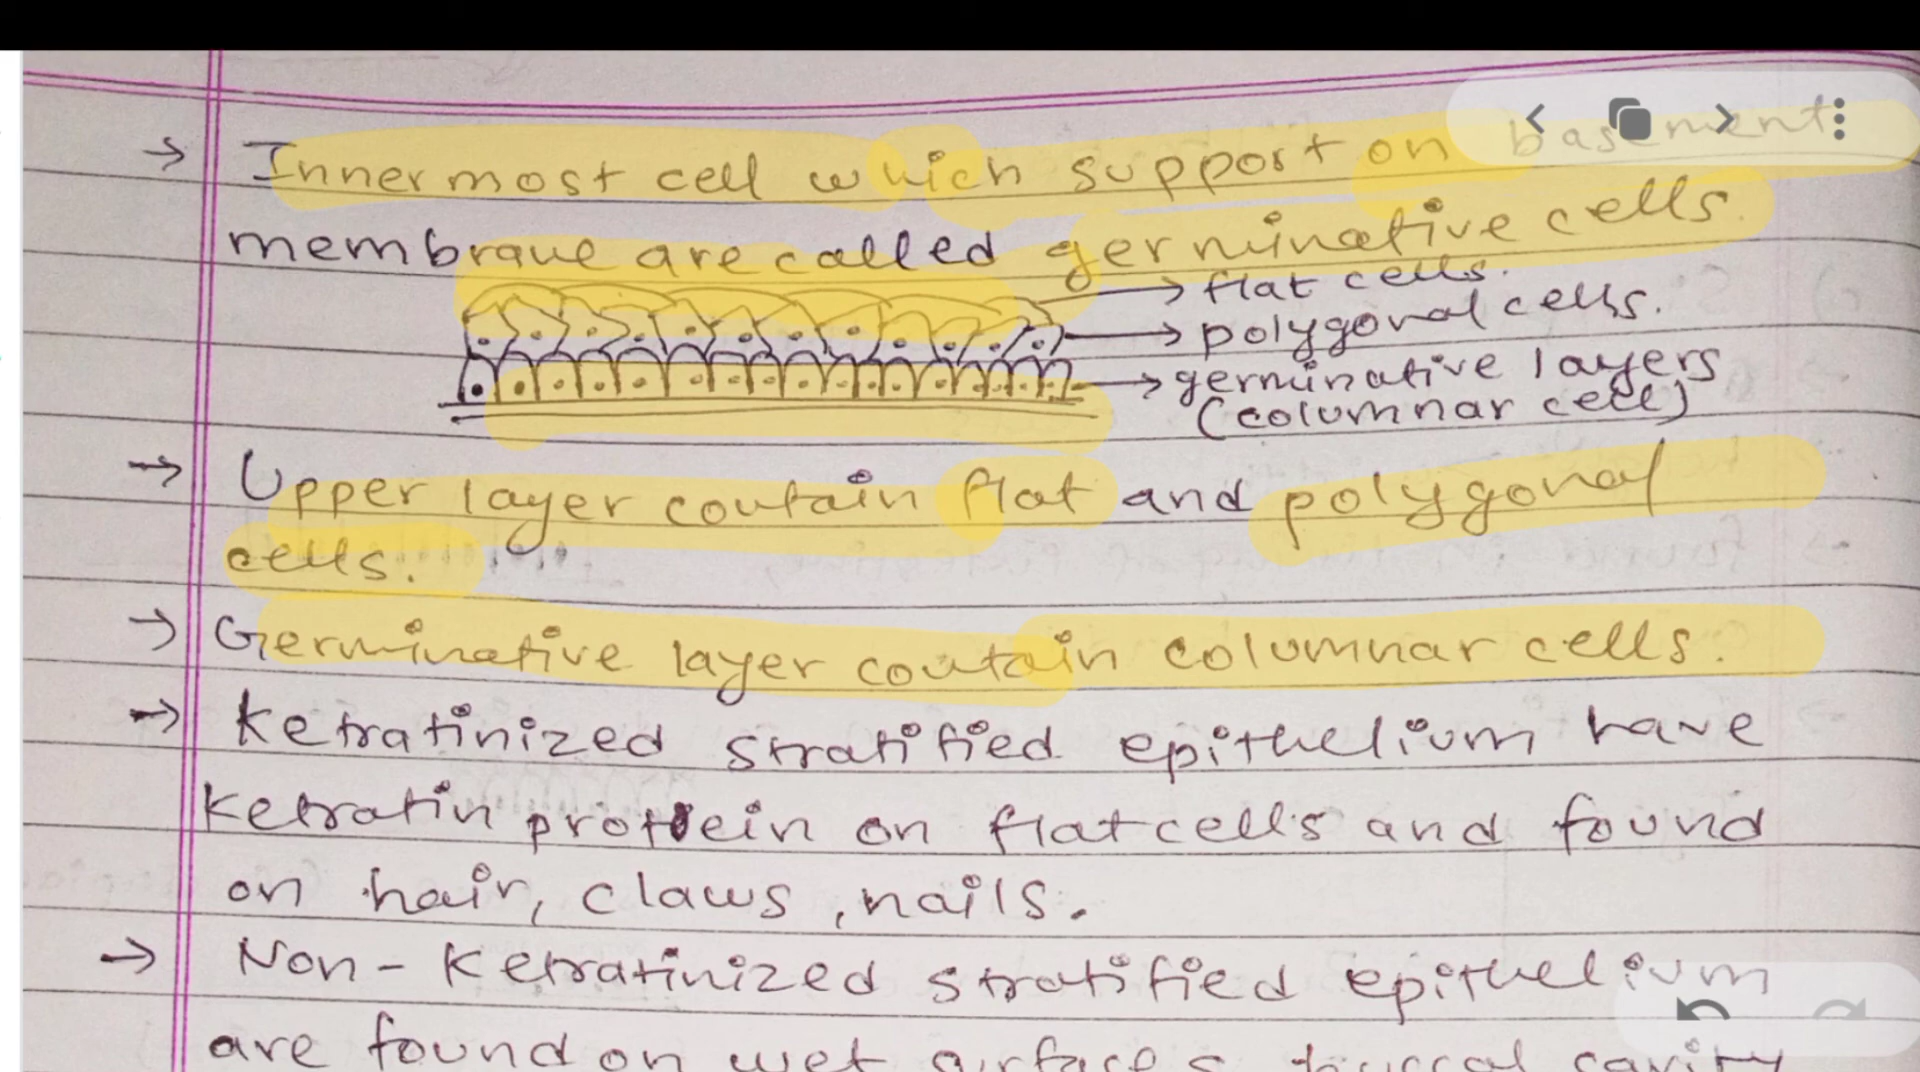 → Innermost cell which support on basement
membrane are called germinative cells.
→ flat cells.
→ polygonal cells.
→ germinative layers
(columnar cell)
→ Upper layer contain flat and polygonal
cells.
→ Germinative layer contain columnar cells.
→ Ketratinized stratified epithelium have
Ketratin protein on flat cells and found
on hair, claws, nails.
→ Non-Ketratinized stratified epithelium
are found on wet surface cavity